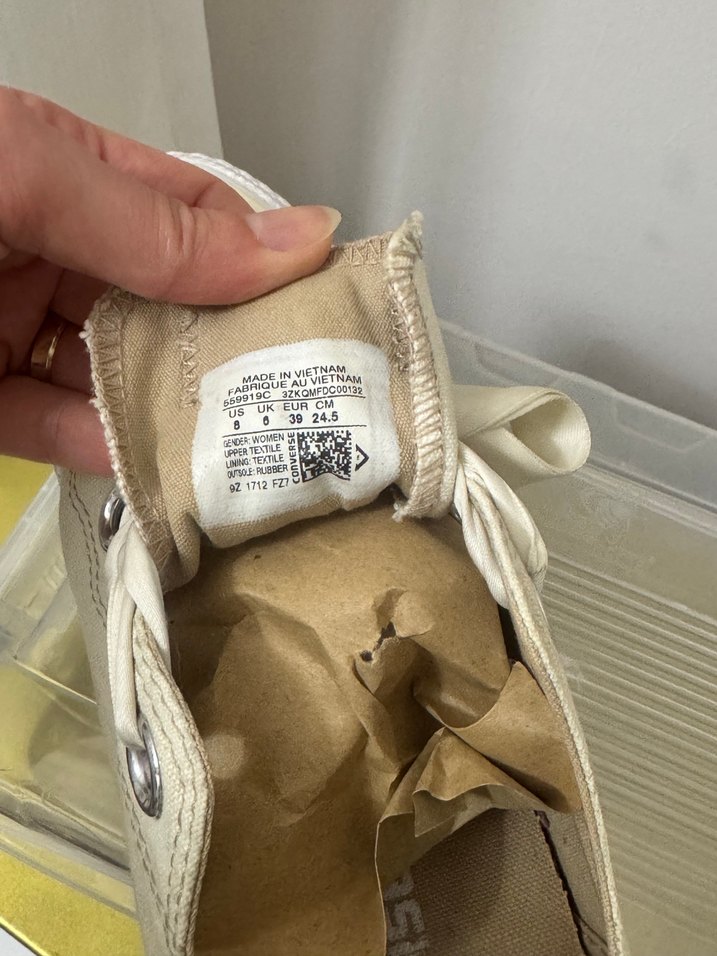 MADE IN VIETNAM
FABRIQUE AU VIETNAM
559919C 3ZKQMFDC00132
US UK EUR CM
8 6 39 24.5
GENDER: WOMEN
UPPER TEXTILE
LINING: TEXTILE
OUTSOLE: RUBBER
CONVERSE
9Z 1712 FZ7